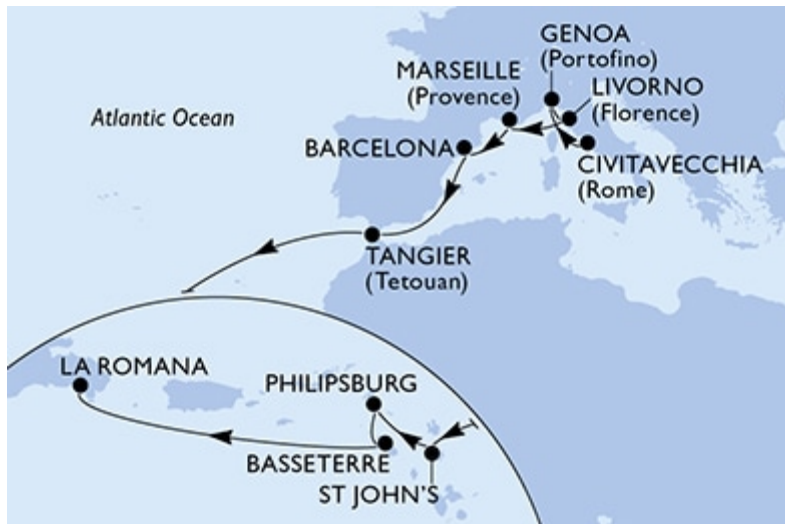 GENOA
(Portofino)
MARSEILLE
(Provence)
LIVORNO
(Florence)
Atlantic Ocean
BARCELONA
CIVITAVECCHIA
(Rome)
TANGIER
(Tetouan)
LA ROMANA
PHILIPSBURG
BASSETERRE
ST JOHN'S